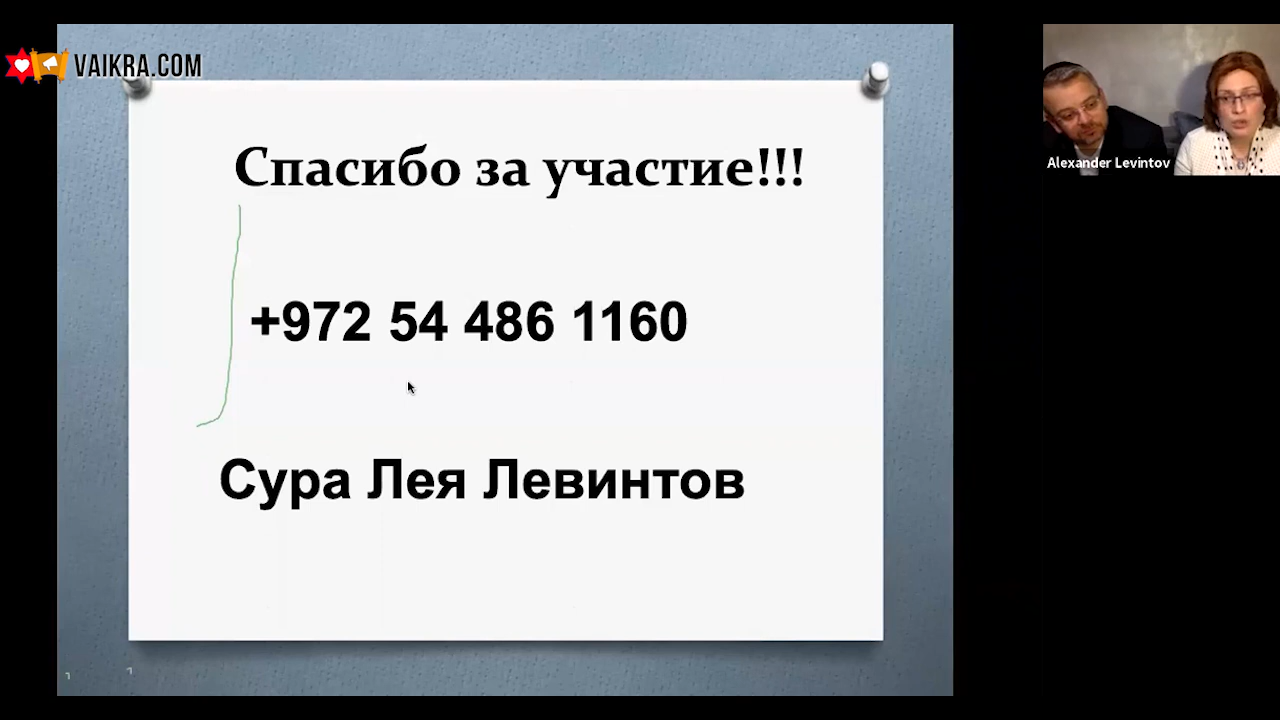 VAIKRA.COM
Спасибо за участие!!!
+972 54 486 1160
Сура Лея Левинтов
Alexander Levintov